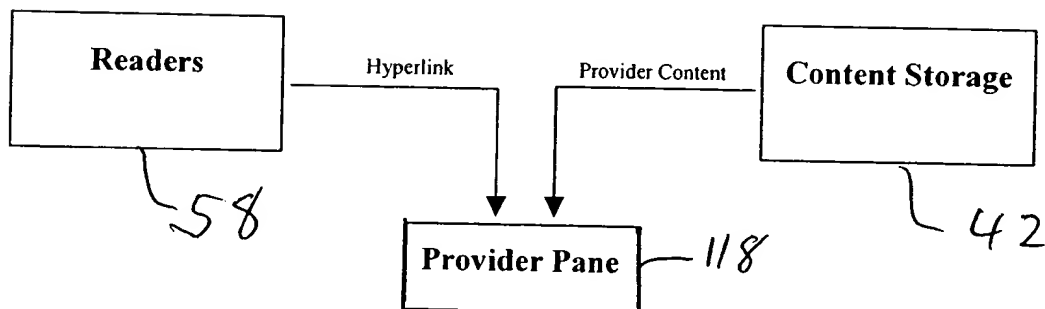 Readers
Hyperlink
Provider Content
Content Storage
58
42
Provider Pane
118